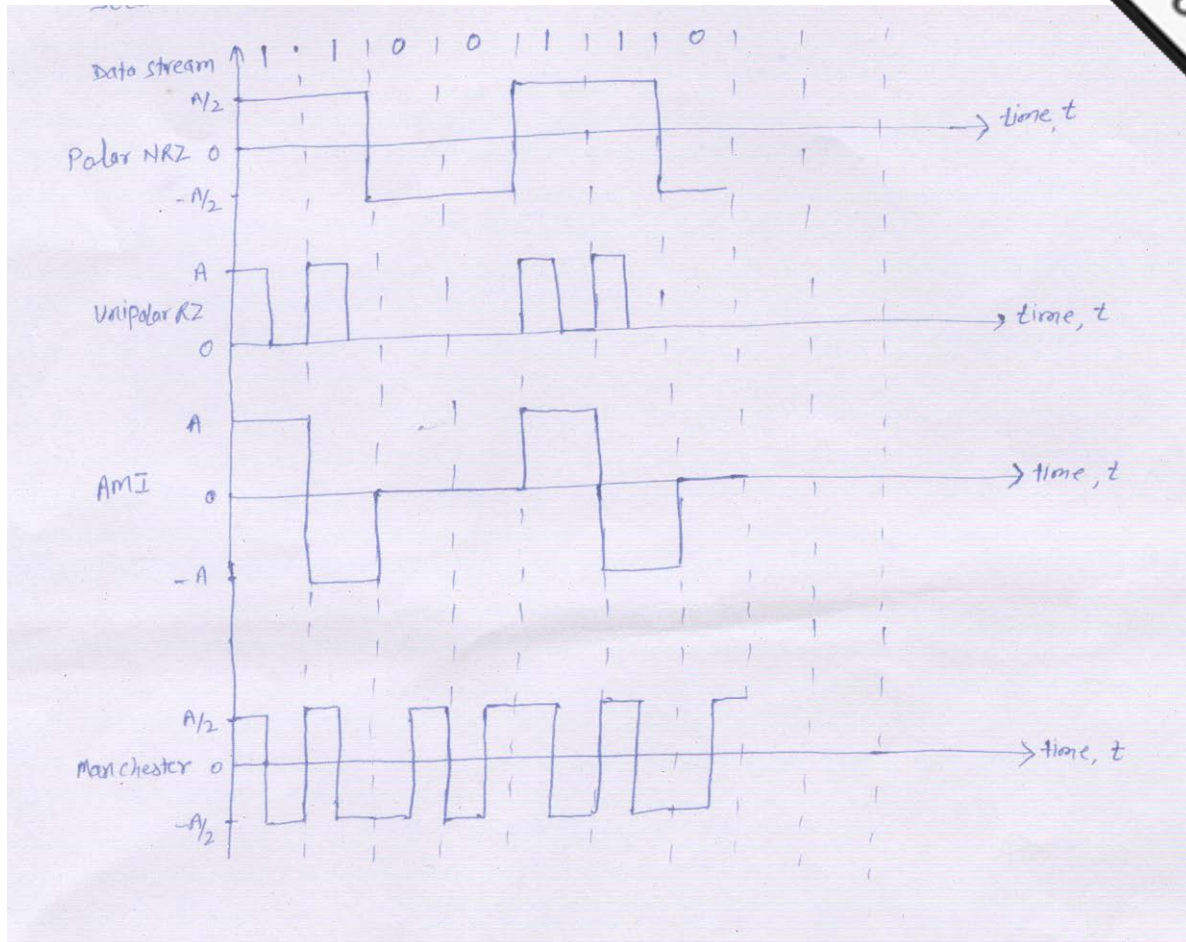 1 1 0 0 1 1 0
Data stream
A/2
time, t
Polar NRZ 0
-A/2
A
Unipolar RZ
time, t
0
A
AMI
0
time, t
-A
A/2
Manchester 0
time, t
-A/2